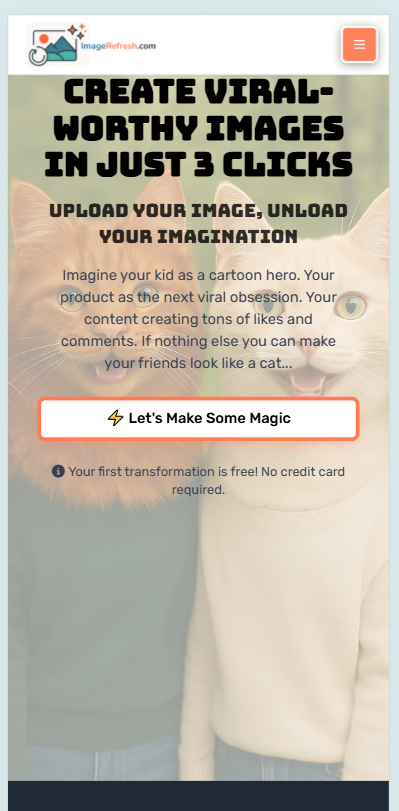 ImageRefresh.com
CREATE VIRAL-
WORTHY IMAGES
IN JUST 3 CLICKS
UPLOAD YOUR IMAGE, UNLOAD
YOUR IMAGINATION
Imagine your kid as a cartoon hero. Your
product as the next viral obsession. Your
content creating tons of likes and
comments. If nothing else you can make
your friends look like a cat...
⚡ Let's Make Some Magic
Your first transformation is free! No credit card
required.